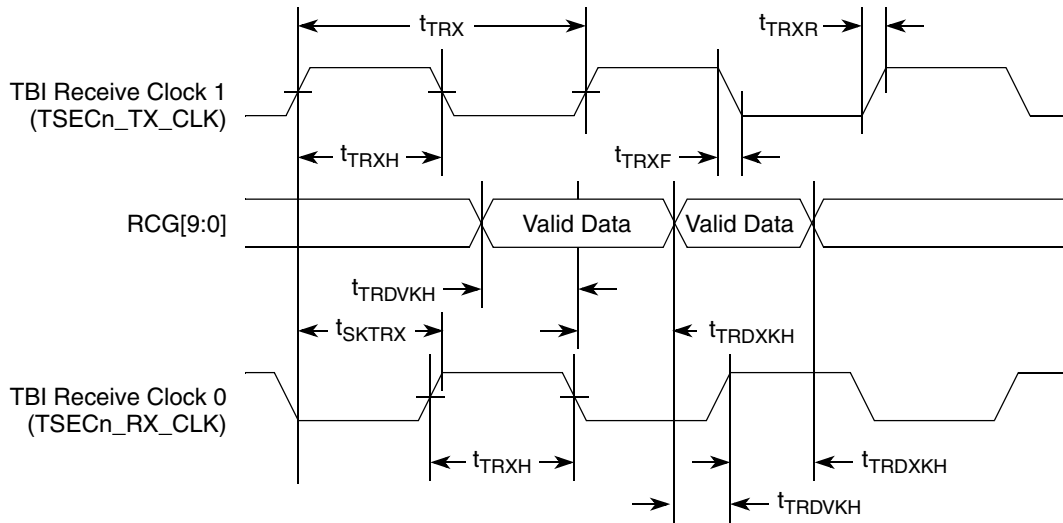 tTRX
tTRXR
TBI Receive Clock 1
(TSECn_TX_CLK)
tTRXH
tTRXF
RCG[9:0]
Valid Data
Valid Data
tTRDVKH
tSKTRX
tTRDXKH
TBI Receive Clock 0
(TSECn_RX_CLK)
tTRXH
tTRDXKH
tTRDVKH